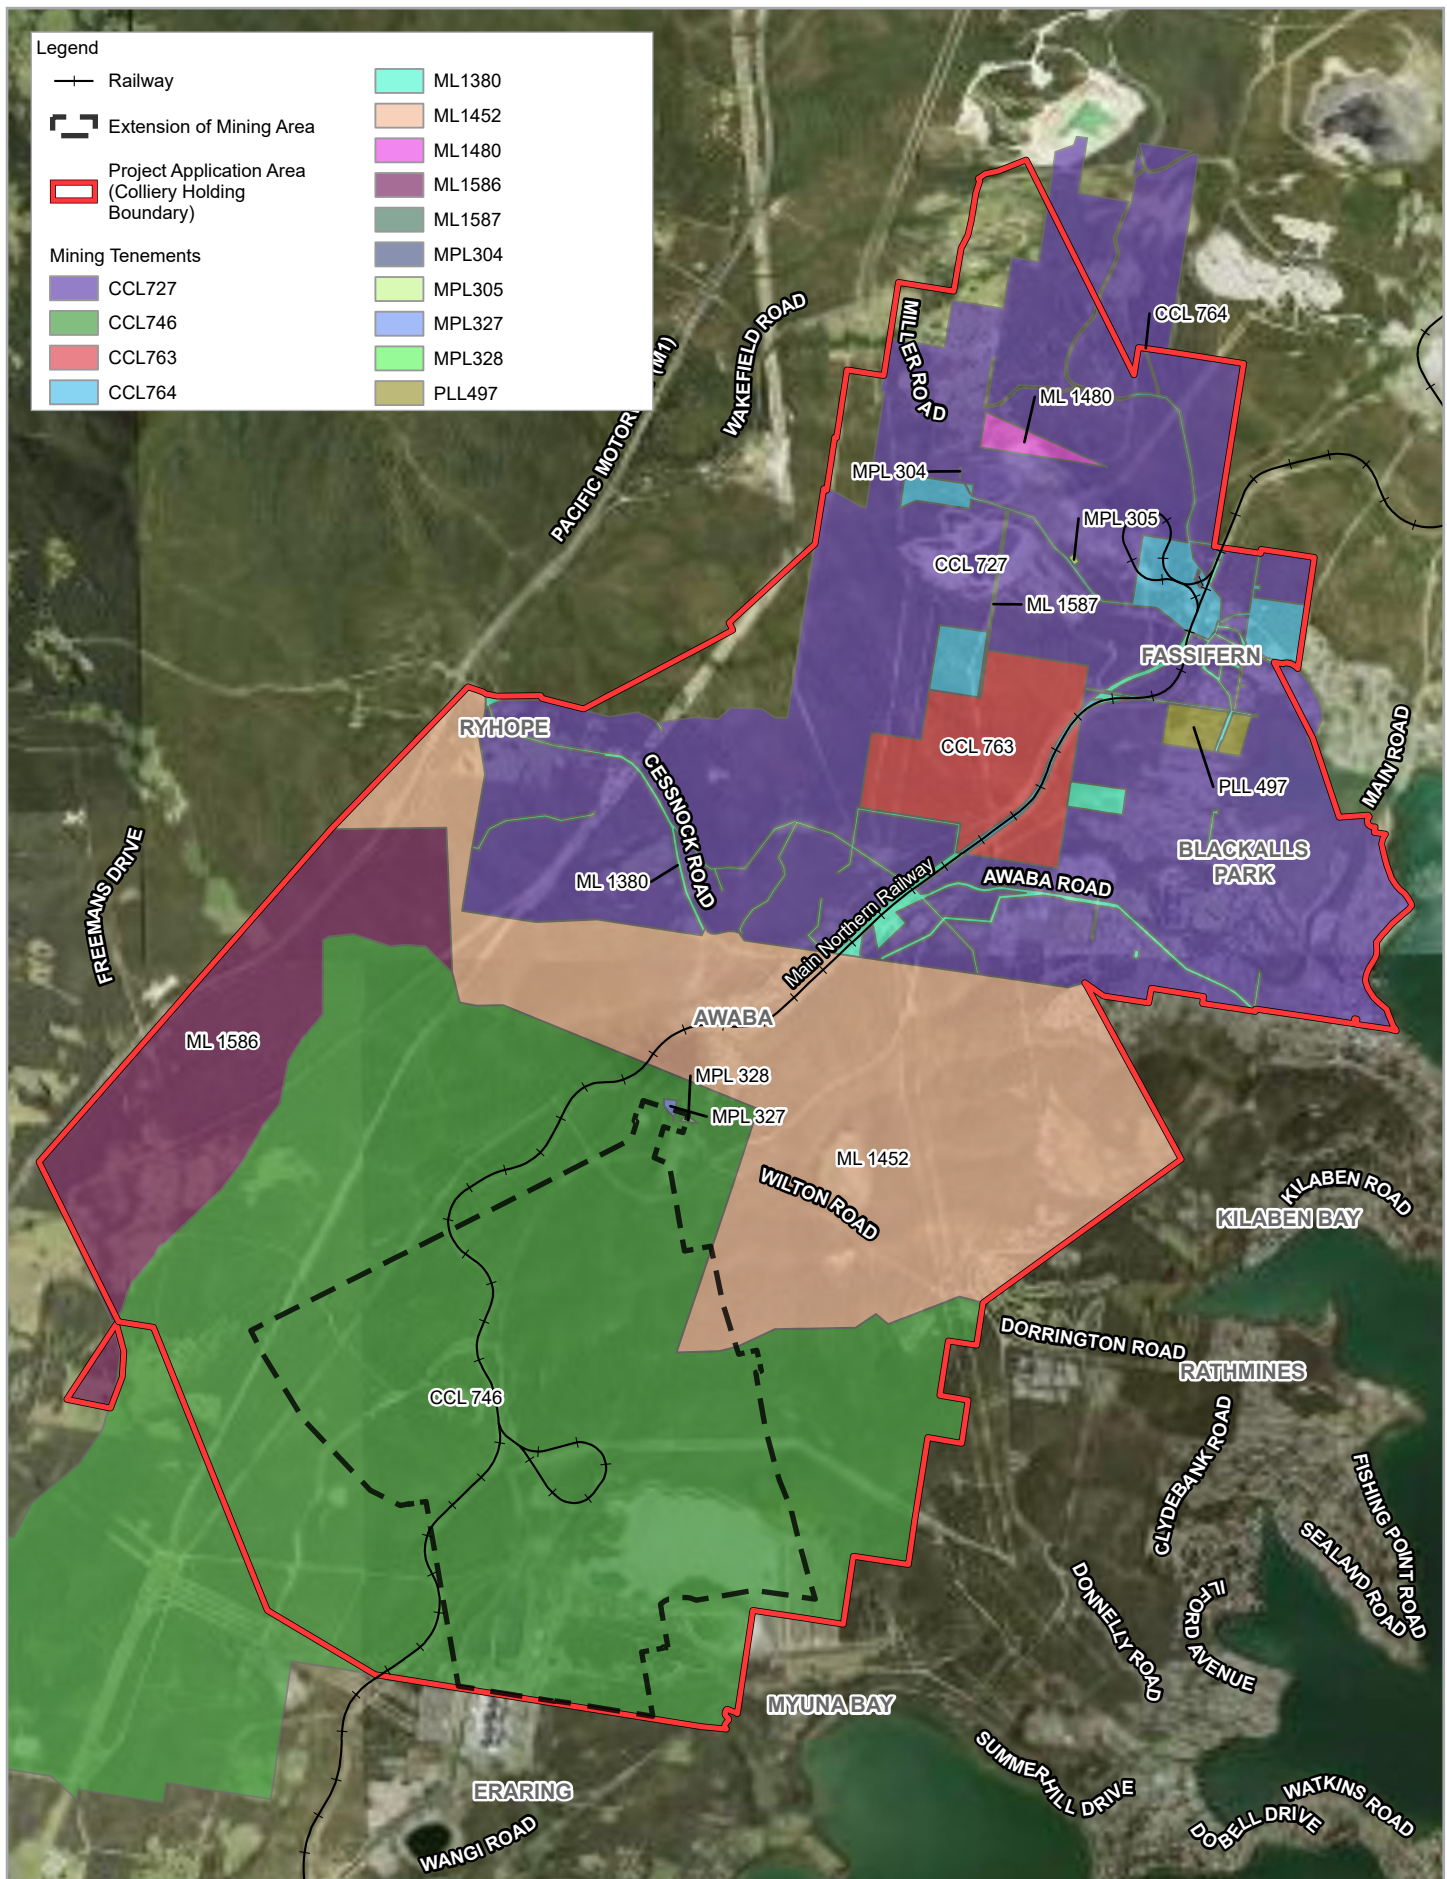 Legend
Railway
Extension of Mining Area
Project Application Area
(Colliery Holding
Boundary)
Mining Tenements
CCL727
CCL746
CCL763
CCL764
ML1380
ML1452
ML1480
ML1586
ML1587
MPL304
MPL305
MPL327
MPL328
PLL497
PACIFIC MOTOR (M1)
WAKEFIELD ROAD
MILLER ROAD
CCL 764
ML 1480
MPL 304
MPL 305
CCL 727
ML 1587
FASSIFERN
RYHOPE
CCL 763
MAIN ROAD
PLL 497
CESSNOCK ROAD
BLACKALLS
PARK
FREEMANS DRIVE
ML 1380
AWABA ROAD
Main Northern Railway
AWABA
ML 1586
MPL 328
MPL 327
ML 1452
WILTON ROAD
KILABEN ROAD
KILABEN BAY
DORRINGTON ROAD
RATHMINES
CCL 746
CLYDEBANK ROAD
FISHING POINT ROAD
SEALAND ROAD
ILFORD AVENUE
DONNELLY ROAD
MYUNA BAY
SUMMERHILL DRIVE
ERARING
WATKINS ROAD
DOBELL DRIVE
WANGI ROAD